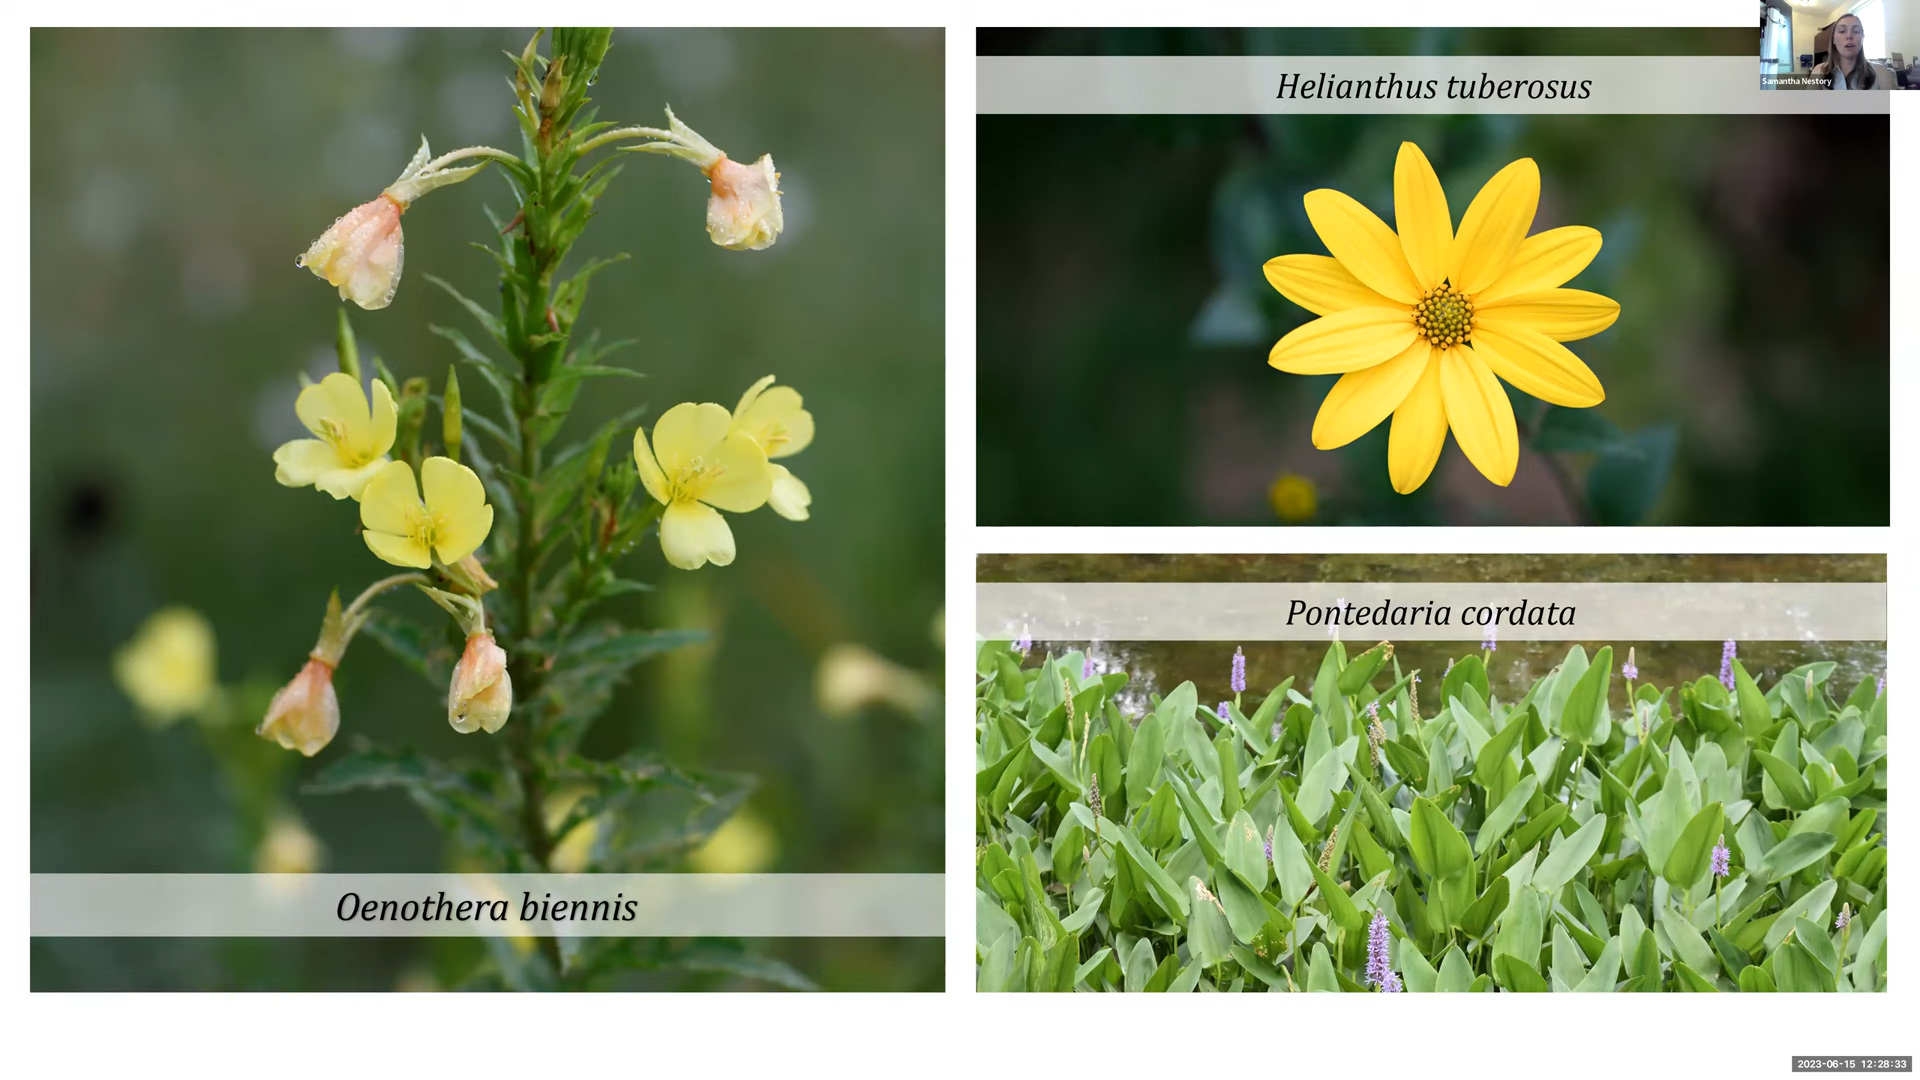 Helianthus tuberosus
Samantha Nestory
Pontedaria cordata
Oenothera biennis
2023-06-15 12:28:33